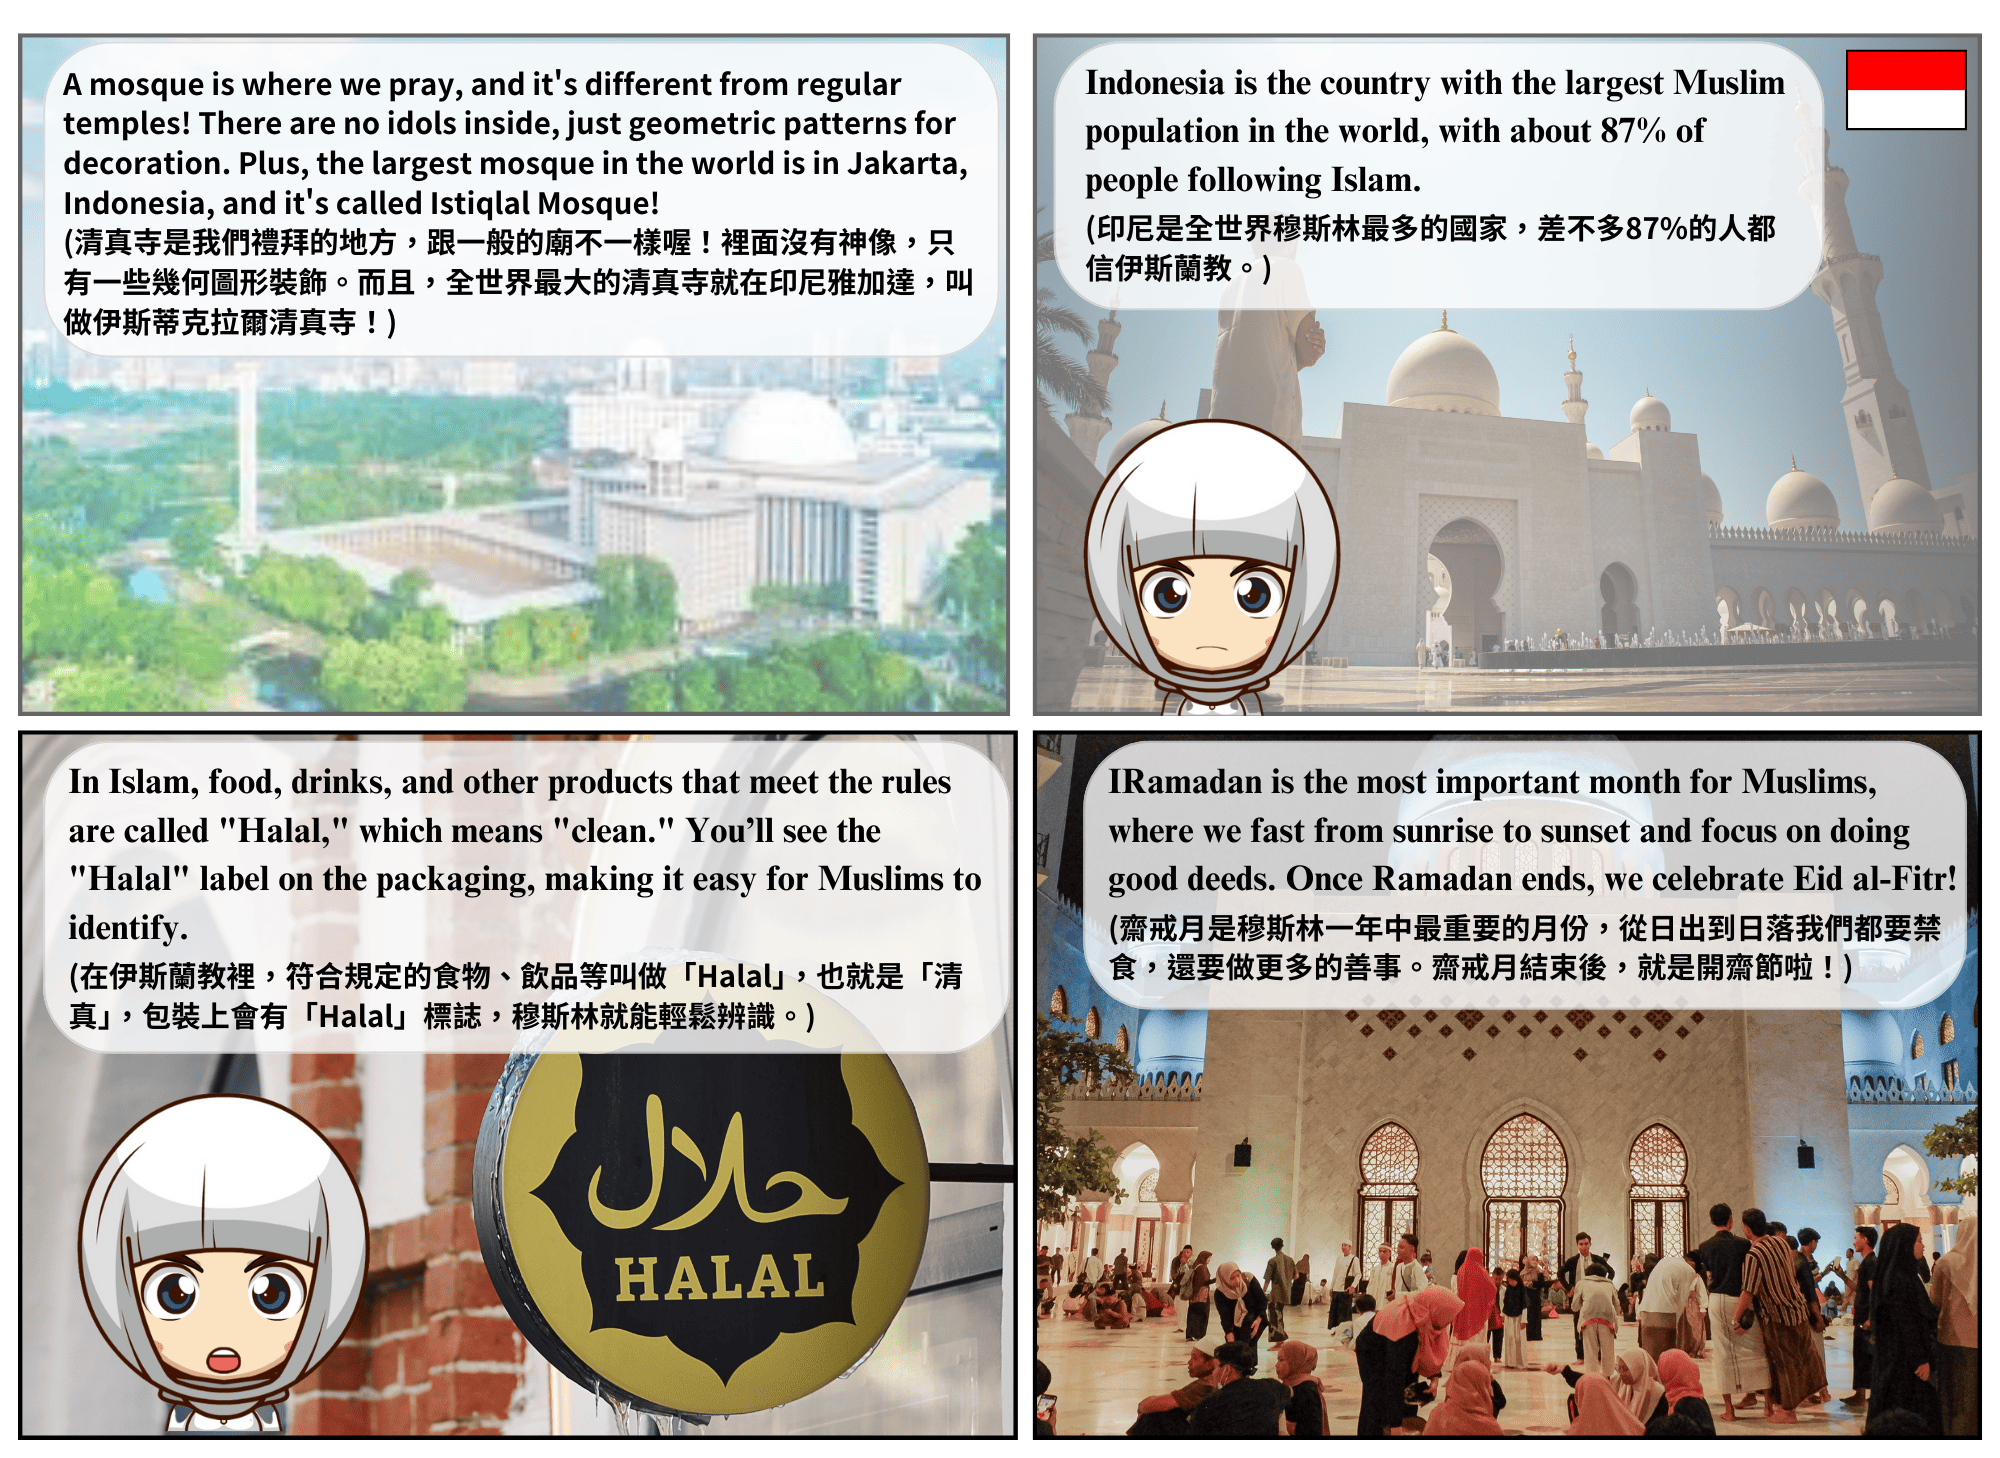 A mosque is where we pray, and it's different from regular
temples! There are no idols inside, just geometric patterns for
decoration. Plus, the largest mosque in the world is in Jakarta,
Indonesia, and it's called Istiqlal Mosque!
(清真寺是我們禮拜的地方，跟一般的廟不一樣喔！裡面沒有神像，只
有一些幾何圖形裝飾。而且，全世界最大的清真寺就在印尼雅加達，叫
做伊斯蒂克拉爾清真寺！)
Indonesia is the country with the largest Muslim
population in the world, with about 87% of
people following Islam.
(印尼是全世界穆斯林最多的國家，差不多87%的人都
信伊斯蘭教。)
In Islam, food, drinks, and other products that meet the rules
are called "Halal," which means "clean." You’ll see the
"Halal" label on the packaging, making it easy for Muslims to
identify.
(在伊斯蘭教裡，符合規定的食物、飲品等叫做「Halal」，也就是「清
真」，包裝上會有「Halal」標誌，穆斯林就能輕鬆辨識。)
حلال
HALAL
IRamadan is the most important month for Muslims,
where we fast from sunrise to sunset and focus on doing
good deeds. Once Ramadan ends, we celebrate Eid al-Fitr!
(齋戒月是穆斯林一年中最重要的月份，從日出到日落我們都要禁
食，還要做更多的善事。齋戒月結束後，就是開齋節啦！)